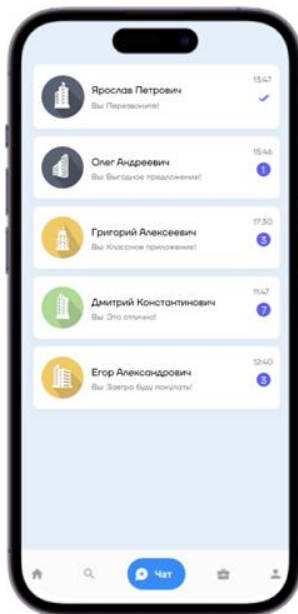 Ярослав Петрович
13:47
Вы: Перезвоните!
Олег Андреевич
15:46
Вы: Выгодное предложение!
1
Григорий Алексеевич
17:30
Вы: Классное приложение!
3
Дмитрий Константинович
11:47
Вы: Это отлично!
7
Егор Александрович
12:40
Вы: Завтра буду покупать!
3
Чат